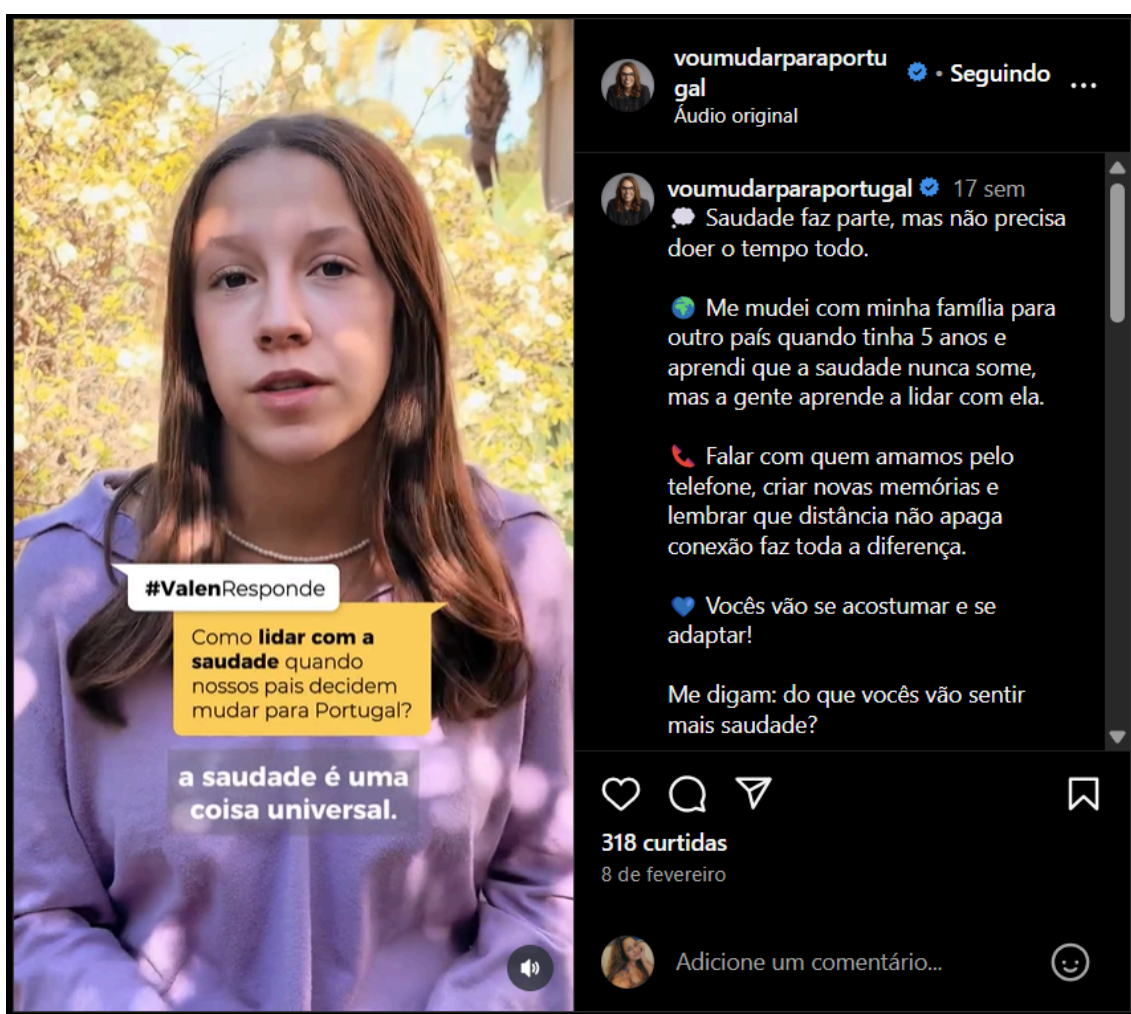 #ValenResponde
Como lidar com a
saudade quando
nossos pais decidem
mudar para Portugal?
a saudade é uma
coisa universal.
voumudarparaportu
gal • Seguindo ...
Áudio original
voumudarparaportugal 17 sem
💭 Saudade faz parte, mas não precisa
doer o tempo todo.
🌍 Me mudei com minha família para
outro país quando tinha 5 anos e
aprendi que a saudade nunca some,
mas a gente aprende a lidar com ela.
📞 Falar com quem amamos pelo
telefone, criar novas memórias e
lembrar que distância não apaga
conexão faz toda a diferença.
💙 Vocês vão se acostumar e se
adaptar!
Me digam: do que vocês vão sentir
mais saudade?
318 curtidas
8 de fevereiro
Adicione um comentário...